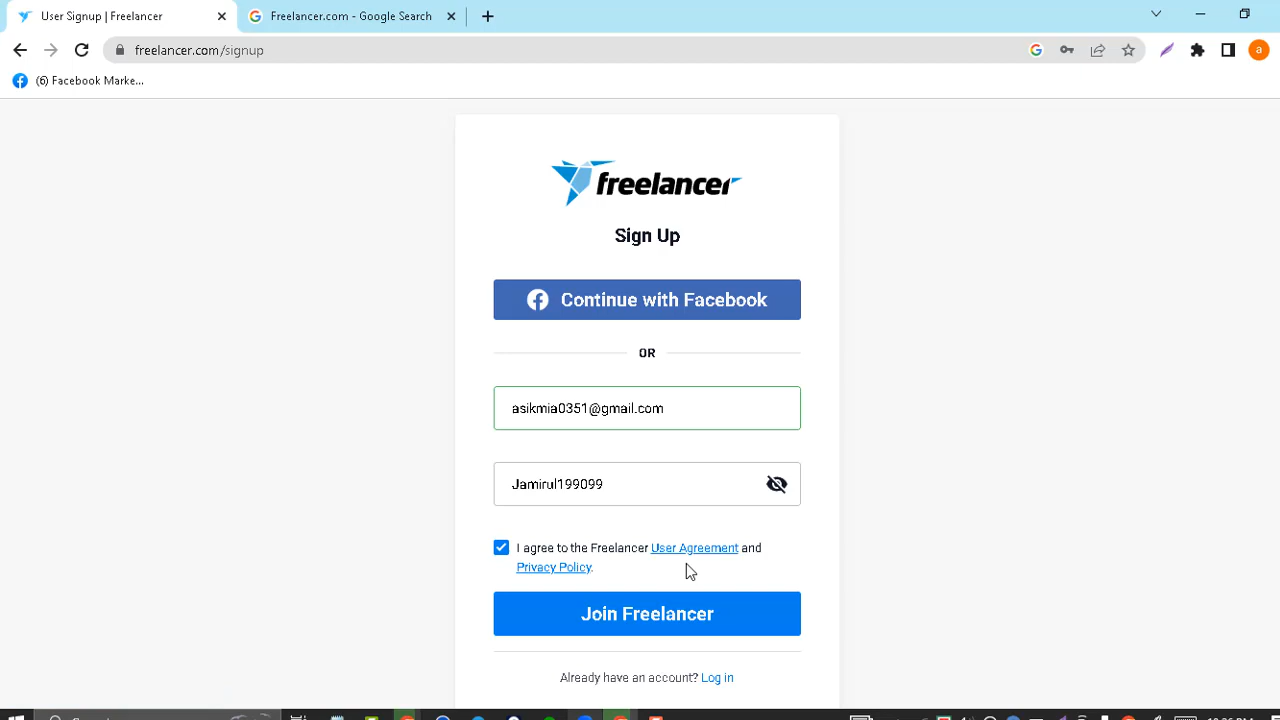 User Signup | Freelancer
Freelancer.com - Google Search
freelancer.com/signup
a
(6) Facebook Marke...
freelancer
Sign Up
Continue with Facebook
OR
asikmia0351@gmail.com
Jamirul199099
I agree to the Freelancer User Agreement and
Privacy Policy.
Join Freelancer
Already have an account? Log in